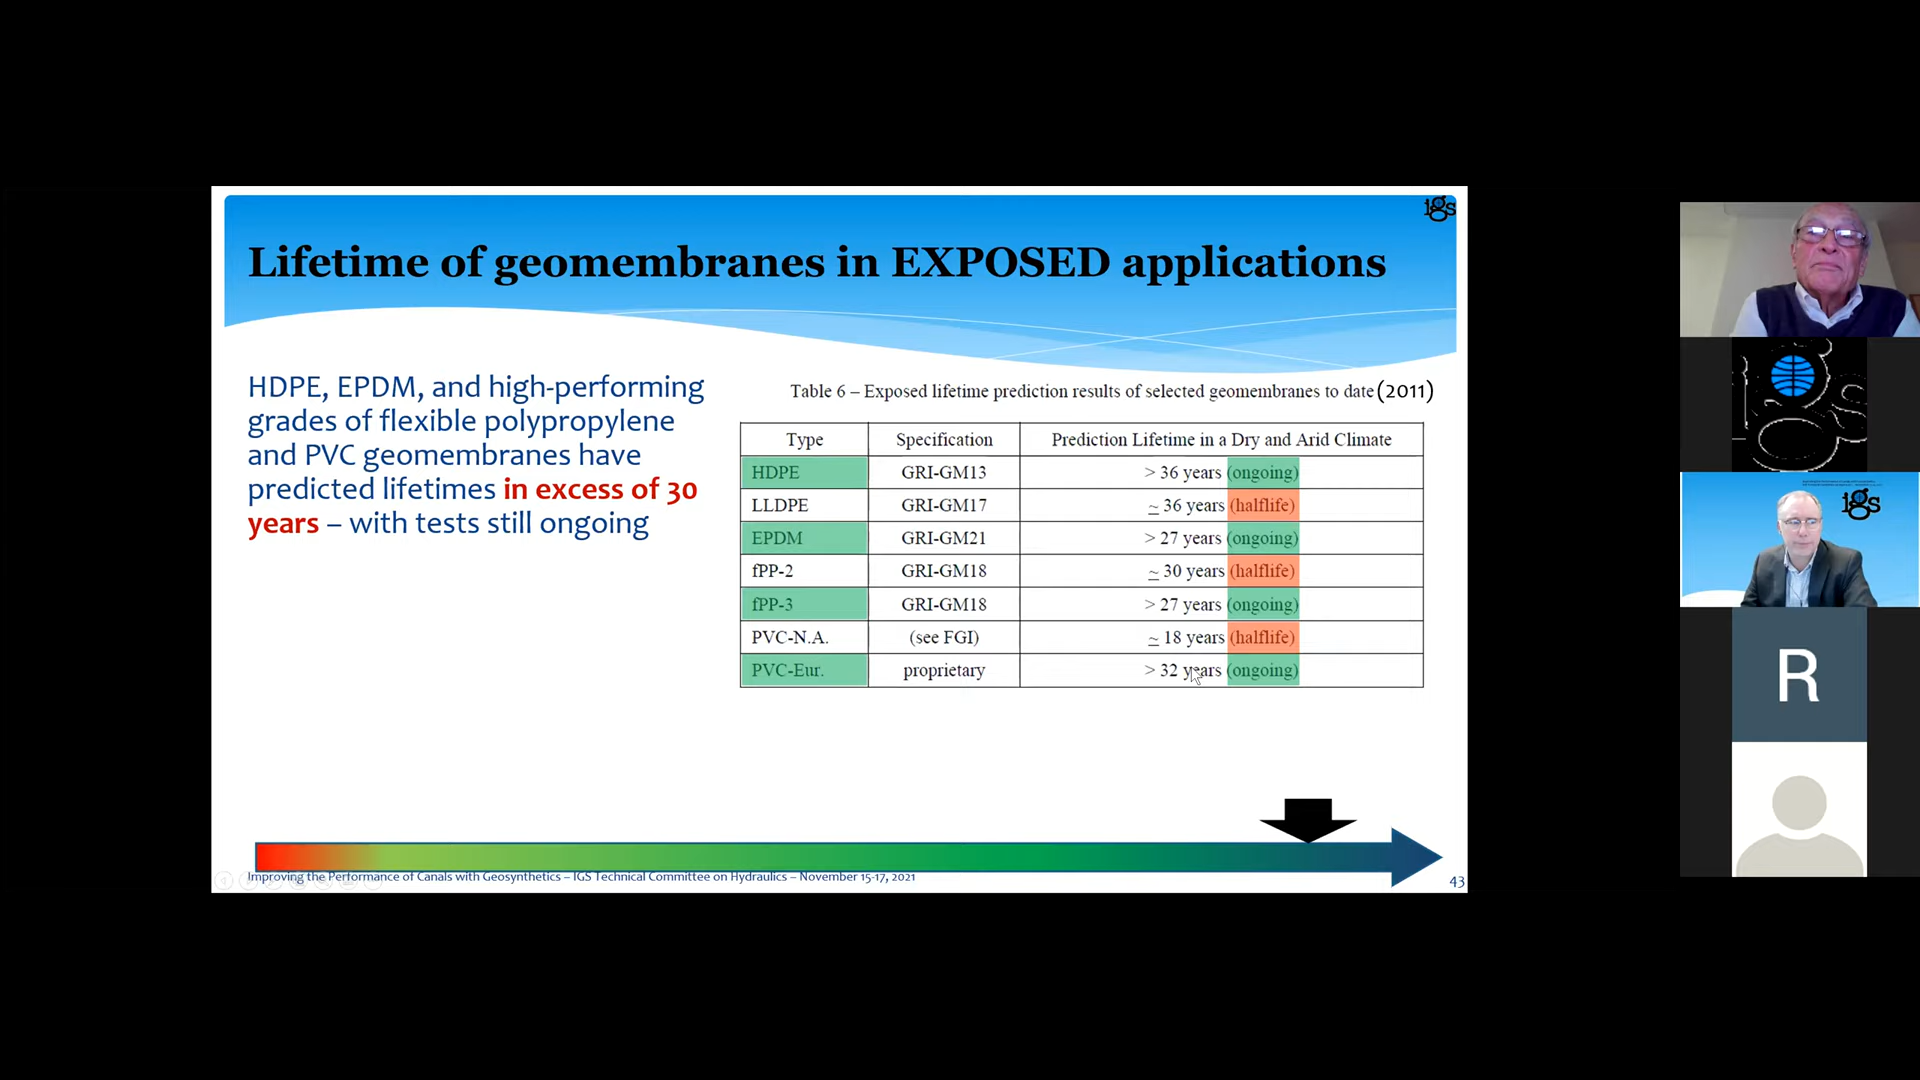 igs
Lifetime of geomembranes in EXPOSED applications
HDPE, EPDM, and high-performing
grades of flexible polypropylene
and PVC geomembranes have
predicted lifetimes in excess of 30
years – with tests still ongoing
Table 6 – Exposed lifetime prediction results of selected geomembranes to date (2011)
Type Specification Prediction Lifetime in a Dry and Arid Climate
HDPE GRI-GM13 > 36 years (ongoing)
LLDPE GRI-GM17 ~ 36 years (halflife)
EPDM GRI-GM21 > 27 years (ongoing)
fPP-2 GRI-GM18 ~ 30 years (halflife)
fPP-3 GRI-GM18 > 27 years (ongoing)
PVC-N.A. (see FGI) ~ 18 years (halflife)
PVC-Eur. proprietary > 32 years (ongoing)
Improving the Performance of Canals with Geosynthetics – IGS Technical Committee on Hydraulics – November 15-17, 2021
43
igs
R